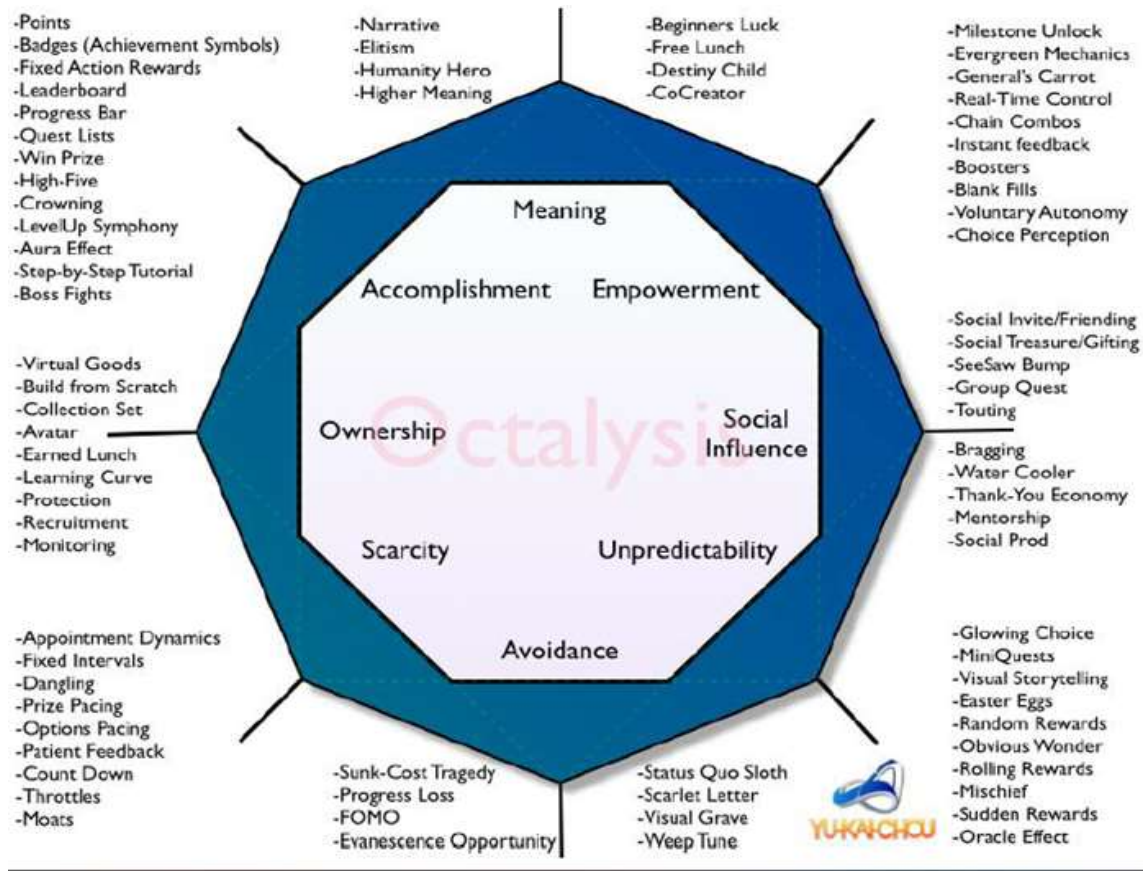 -Points
-Badges (Achievement Symbols)
-Fixed Action Rewards
-Leaderboard
-Progress Bar
-Quest Lists
-Win Prize
-High-Five
-Crowning
-LevelUp Symphony
-Aura Effect
-Step-by-Step Tutorial
-Boss Fights
-Narrative
-Elitism
-Humanity Hero
-Higher Meaning
-Beginners Luck
-Free Lunch
-Destiny Child
-CoCreator
-Milestone Unlock
-Evergreen Mechanics
-General's Carrot
-Real-Time Control
-Chain Combos
-Instant feedback
-Boosters
-Blank Fills
-Voluntary Autonomy
-Choice Perception
Meaning
Accomplishment
Empowerment
Ownership
Octalysis
Social
Influence
Scarcity
Unpredictability
Avoidance
-Virtual Goods
-Build from Scratch
-Collection Set
-Avatar
-Earned Lunch
-Learning Curve
-Protection
-Recruitment
-Monitoring
-Social Invite/Friending
-Social Treasure/Gifting
-SeeSaw Bump
-Group Quest
-Touting
-Bragging
-Water Cooler
-Thank-You Economy
-Mentorship
-Social Prod
-Appointment Dynamics
-Fixed Intervals
-Dangling
-Prize Pacing
-Options Pacing
-Patient Feedback
-Count Down
-Throttles
-Moats
-Sunk-Cost Tragedy
-Progress Loss
-FOMO
-Evanescence Opportunity
-Status Quo Sloth
-Scarlet Letter
-Visual Grave
-Weep Tune
YU-KAI-CHOU
-Glowing Choice
-MiniQuests
-Visual Storytelling
-Easter Eggs
-Random Rewards
-Obvious Wonder
-Rolling Rewards
-Mischief
-Sudden Rewards
-Oracle Effect